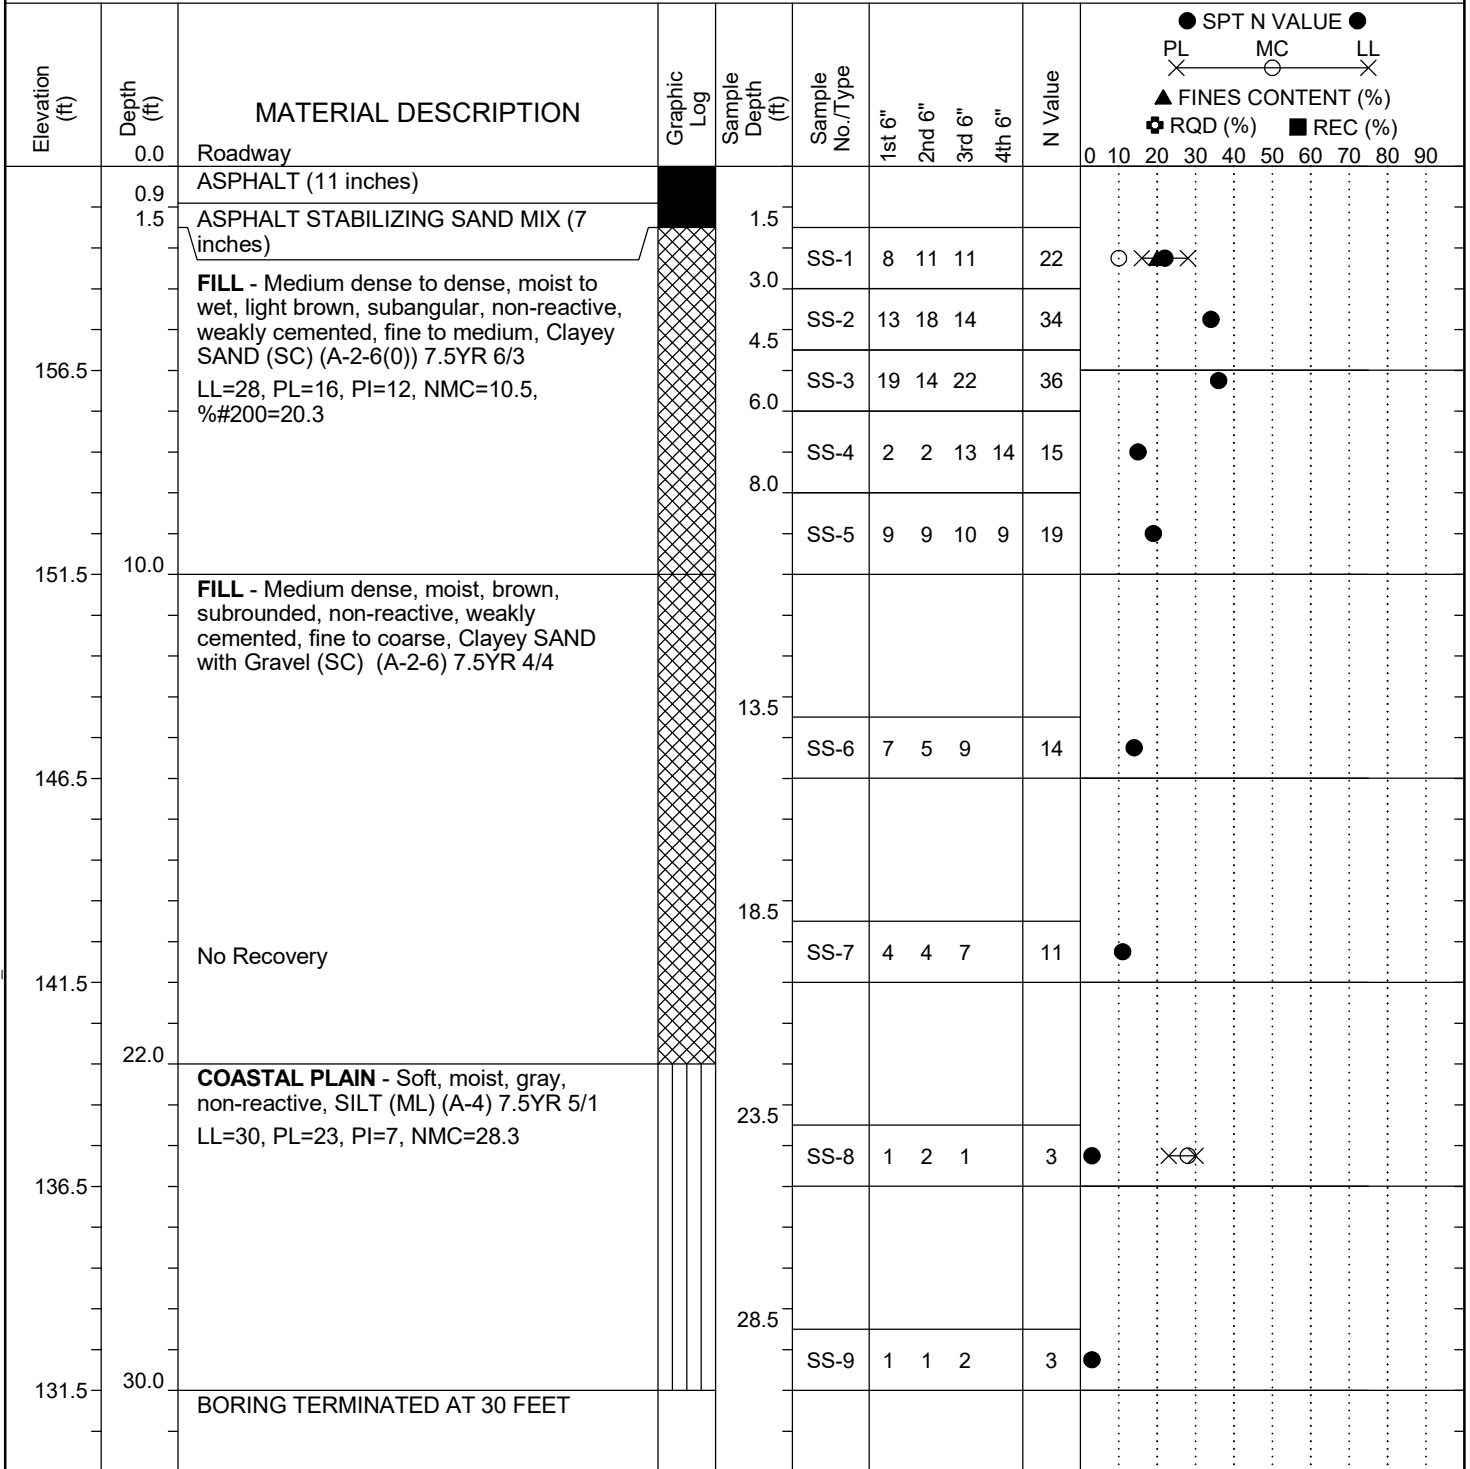 Elevation (ft)
Depth (ft)
MATERIAL DESCRIPTION
Graphic Log
Sample Depth (ft)
Sample No./Type
1st 6"
2nd 6"
3rd 6"
4th 6"
N Value
SPT N VALUE
PL MC LL
FINES CONTENT (%)
RQD (%) REC (%)
0 10 20 30 40 50 60 70 80 90
0.0 Roadway
ASPHALT (11 inches)
0.9
1.5 ASPHALT STABILIZING SAND MIX (7 1.5
inches)
SS-1 8 11 11 22
FILL - Medium dense to dense, moist to 3.0
wet, light brown, subangular, non-reactive,
SS-2 13 18 14 34
weakly cemented, fine to medium, Clayey 4.5
SAND (SC) (A-2-6(0)) 7.5YR 6/3
156.5
SS-3 19 14 22 36
LL=28, PL=16, PI=12, NMC=10.5, 6.0
%#200=20.3
SS-4 2 2 13 14 15
8.0
SS-5 9 9 10 9 19
151.5 10.0
FILL - Medium dense, moist, brown,
subrounded, non-reactive, weakly
cemented, fine to coarse, Clayey SAND
with Gravel (SC) (A-2-6) 7.5YR 4/4
13.5
SS-6 7 5 9 14
146.5
18.5
No Recovery SS-7 4 4 7 11
141.5
22.0
COASTAL PLAIN - Soft, moist, gray,
non-reactive, SILT (ML) (A-4) 7.5YR 5/1
23.5
LL=30, PL=23, PI=7, NMC=28.3
SS-8 1 2 1 3
136.5
28.5
SS-9 1 1 2 3
131.5 30.0
BORING TERMINATED AT 30 FEET